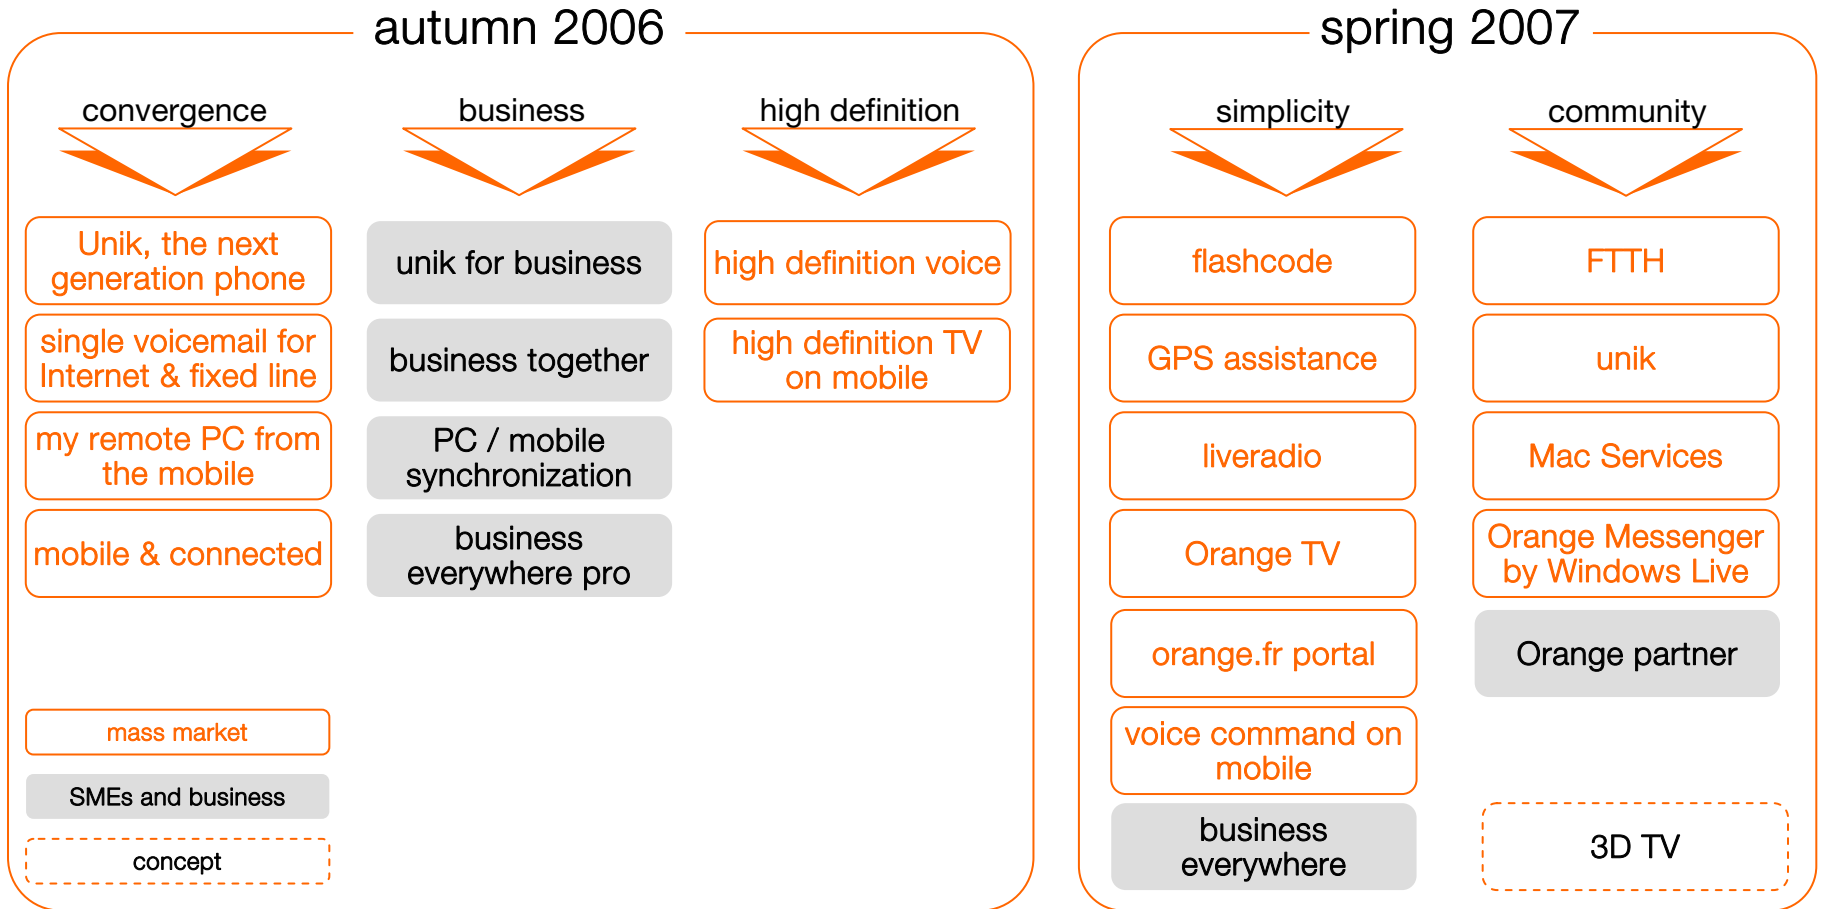 autumn 2006
convergence
Unik, the next
generation phone
single voicemail for
Internet & fixed line
my remote PC from
the mobile
mobile & connected
business
unik for business
business together
PC / mobile
synchronization
business
everywhere pro
high definition
high definition voice
high definition TV
on mobile
mass market
SMEs and business
concept
spring 2007
simplicity
flashcode
GPS assistance
liveradio
Orange TV
orange.fr portal
voice command on
mobile
business
everywhere
community
FTTH
unik
Mac Services
Orange Messenger
by Windows Live
Orange partner
3D TV